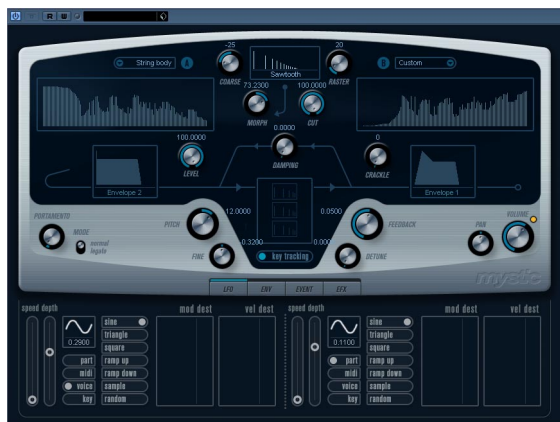 R W
-25
20
String body A
B Custom
COARSE
Sawtooth
RASTER
73.2300
100.0000
MORPH
CUT
100.0000
0.0000
0
LEVEL
DAMPING
CRACKLE
Envelope 2
Envelope 1
PORTAMENTO
MODE
normal
legato
PITCH
12.0000
0.0500
FEEDBACK
PAN
VOLUME
FINE
0.3200
0.000
DETUNE
key tracking
mystic
LFO ENV EVENT EFX
speed depth mod dest vel dest
0.2900
part
midi
voice
key
sine
triangle
square
ramp up
ramp down
sample
random
speed depth mod dest vel dest
0.1100
part
midi
voice
key
sine
triangle
square
ramp up
ramp down
sample
random